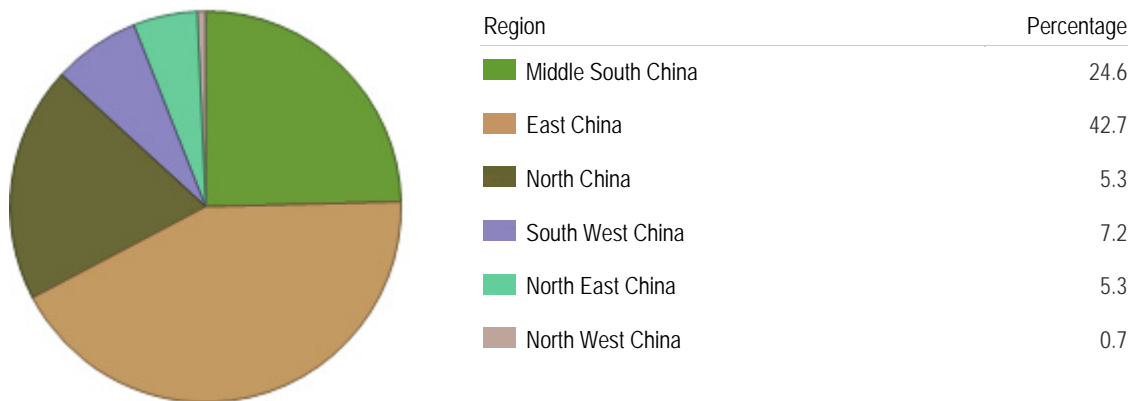 Region Percentage
Middle South China 24.6
East China 42.7
North China 5.3
South West China 7.2
North East China 5.3
North West China 0.7